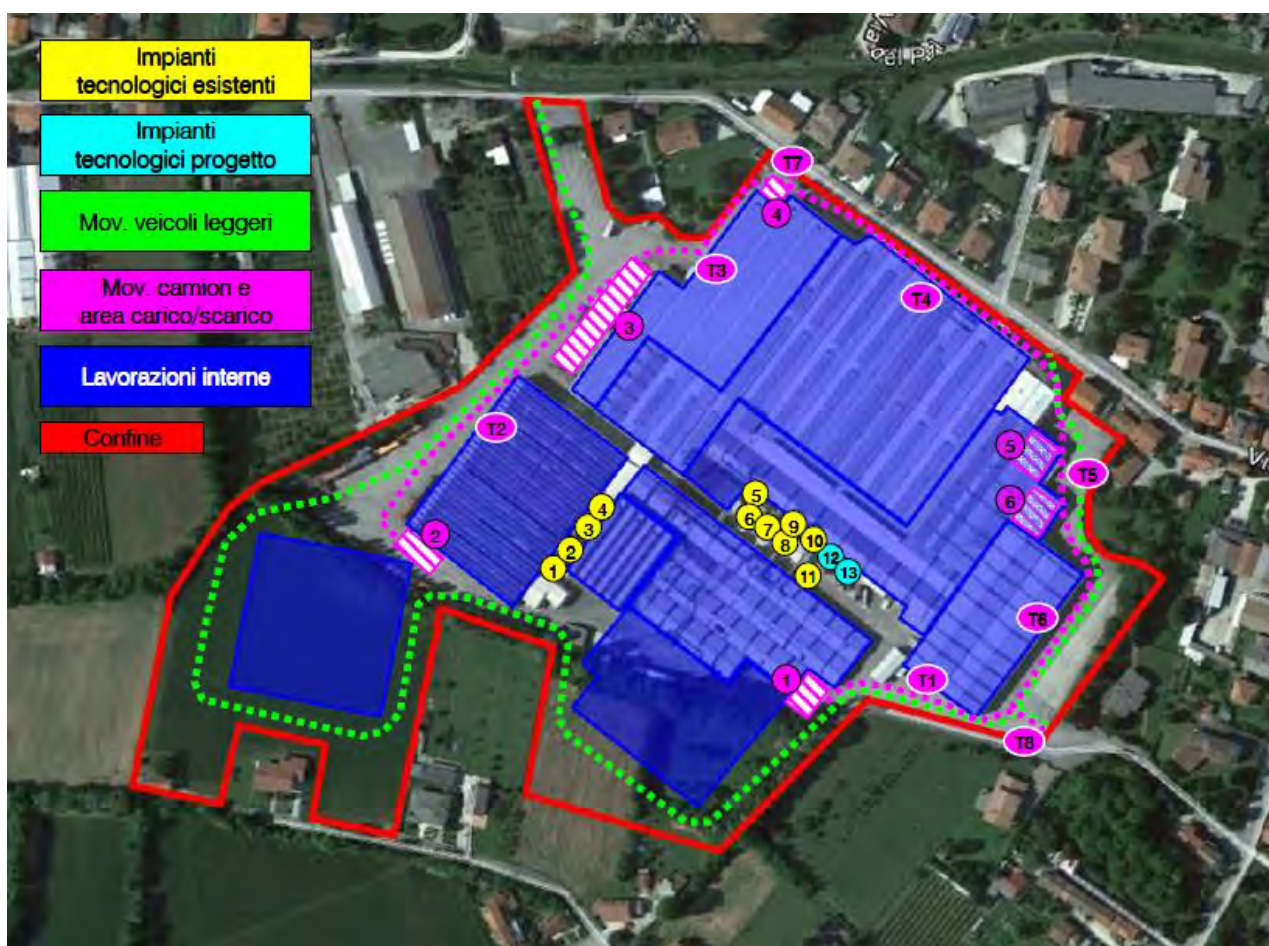 Impianti
tecnologici esistenti
Impianti
tecnologici progetto
Mov. veicoli leggeri
Mov. camion e
area carico/scarico
Lavorazioni interne
Confine
T7
4
T3
T4
3
T2
5
T5
6
5
4
6
9
3
7
10
8
2
12
2
1
11
13
T6
1
T1
T8